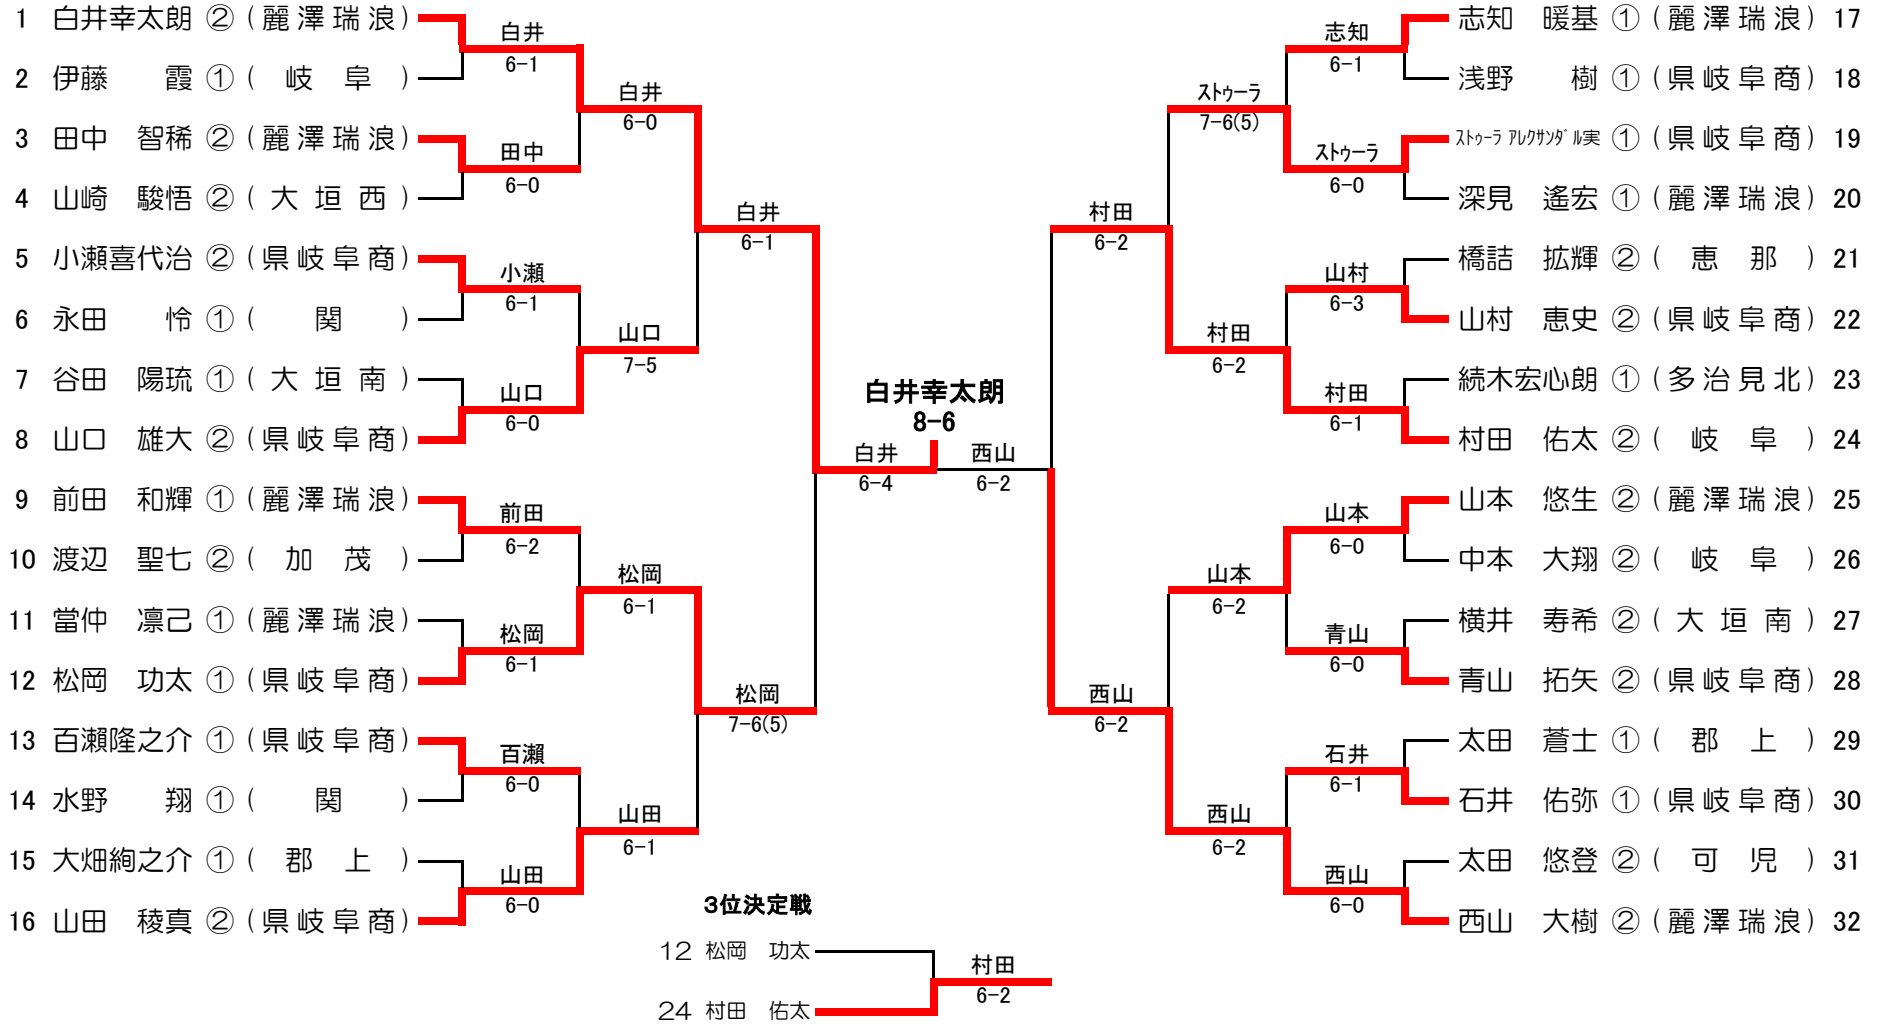 1 白井幸太朗 ② (麗澤瑞浪)
2 伊藤 霞 ① (岐阜)
3 田中 智稀 ② (麗澤瑞浪)
4 山崎 駿悟 ② (大垣西)
5 小瀬喜代治 ② (県岐阜商)
6 永田 怜 ① (関)
7 谷田 陽琉 ① (大垣南)
8 山口 雄大 ② (県岐阜商)
9 前田 和輝 ① (麗澤瑞浪)
10 渡辺 聖七 ② (加茂)
11 當仲 凛己 ① (麗澤瑞浪)
12 松岡 功太 ① (県岐阜商)
13 百瀬隆之介 ① (県岐阜商)
14 水野 翔 ① (関)
15 大畑絢之介 ① (郡上)
16 山田 稜真 ② (県岐阜商)
白井
6-1
田中
6-0
小瀬
6-1
山口
6-0
前田
6-2
松岡
6-1
百瀬
6-0
山田
6-0
白井
6-0
山口
7-5
松岡
6-1
山田
6-1
白井
6-1
松岡
7-6(5)
白井
6-4
白井幸太朗
8-6
西山
6-2
村田
6-2
西山
6-2
ストゥーラ
7-6(5)
村田
6-2
山本
6-2
西山
6-2
志知
6-1
ストゥーラ
6-0
山村
6-3
村田
6-1
山本
6-0
青山
6-0
石井
6-1
西山
6-0
志知 暖基 ① (麗澤瑞浪) 17
浅野 樹 ① (県岐阜商) 18
ストゥーラ アレクサンダル実 ① (県岐阜商) 19
深見 遙宏 ① (麗澤瑞浪) 20
橋詰 拡輝 ② (恵那) 21
山村 恵史 ② (県岐阜商) 22
続木宏心朗 ① (多治見北) 23
村田 佑太 ② (岐阜) 24
山本 悠生 ② (麗澤瑞浪) 25
中本 大翔 ② (岐阜) 26
横井 寿希 ② (大垣南) 27
青山 拓矢 ② (県岐阜商) 28
太田 蒼士 ① (郡上) 29
石井 佑弥 ① (県岐阜商) 30
太田 悠登 ② (可児) 31
西山 大樹 ② (麗澤瑞浪) 32
3位決定戦
12 松岡 功太
24 村田 佑太
村田
6-2